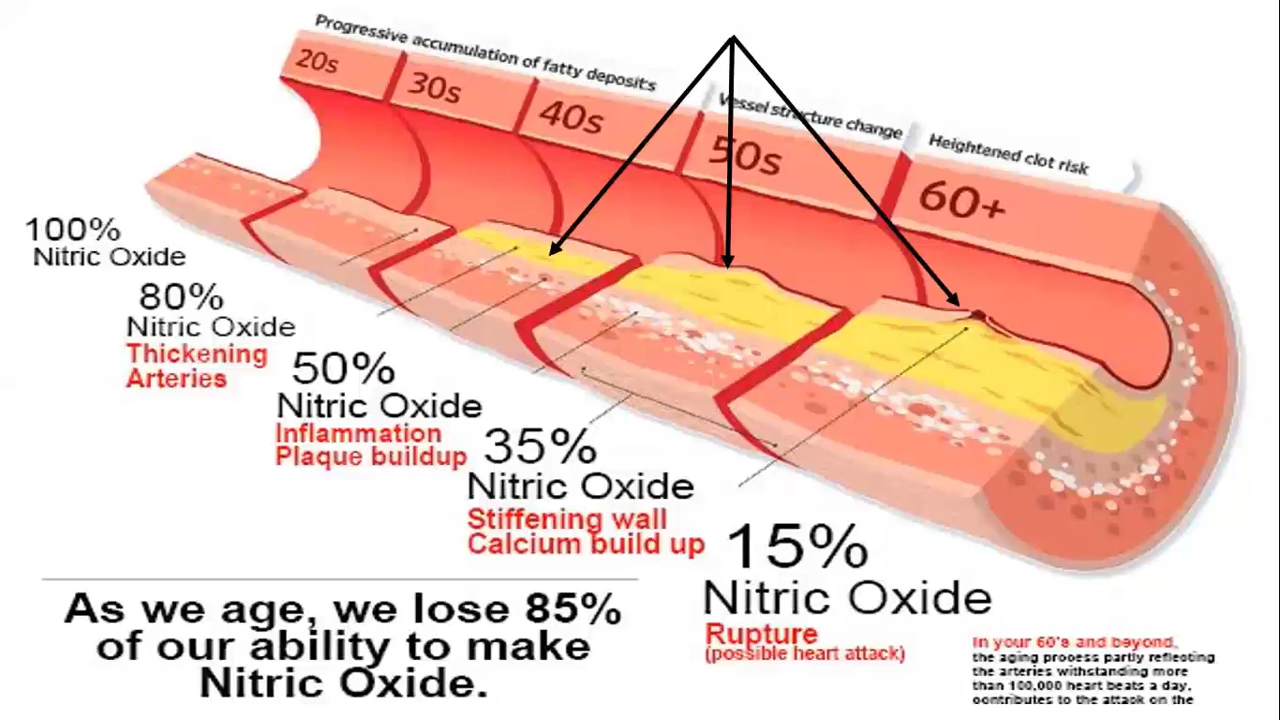 Progressive accumulation of fatty deposits
Vessel structure change
Heightened clot risk
20s
30s
40s
50s
60+
100%
Nitric Oxide
80%
Nitric Oxide
Thickening
Arteries
50%
Nitric Oxide
Inflammation
Plaque buildup
35%
Nitric Oxide
Stiffening wall
Calcium build up
15%
Nitric Oxide
Rupture
(possible heart attack)
As we age, we lose 85%
of our ability to make
Nitric Oxide.
In your 60's and beyond,
the aging process partly reflecting
the arteries withstanding more
than 100,000 heart beats a day,
contributes to the attack on the